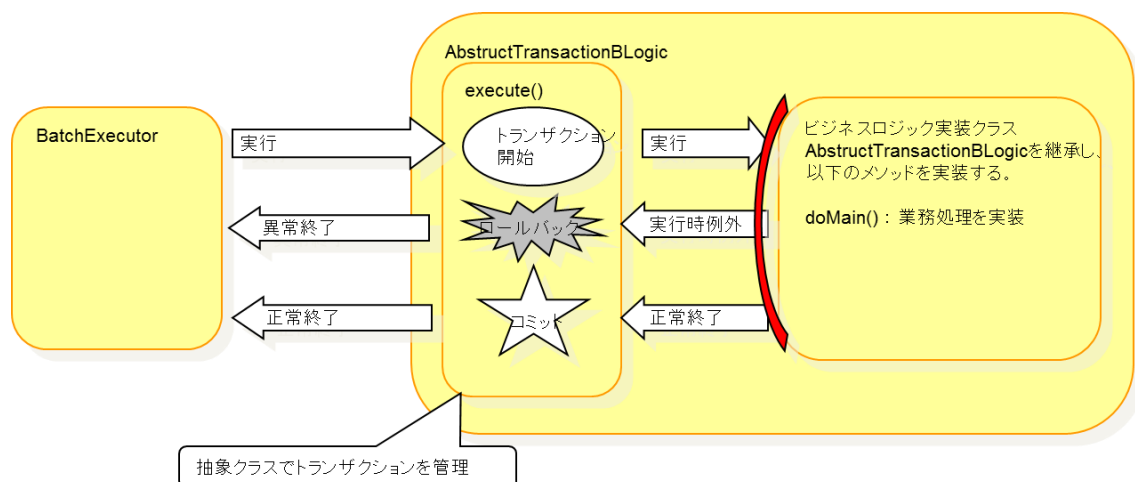 AbstructTransactionBLogic
execute()
BatchExecutor
実行
トランザクション
開始
実行
ビジネスロジック実装クラス
AbstructTransactionBLogicを継承し、
以下のメソッドを実装する。
doMain()： 業務処理を実装
異常終了
ロールバック
実行時例外
正常終了
コミット
正常終了
抽象クラスでトランザクションを管理